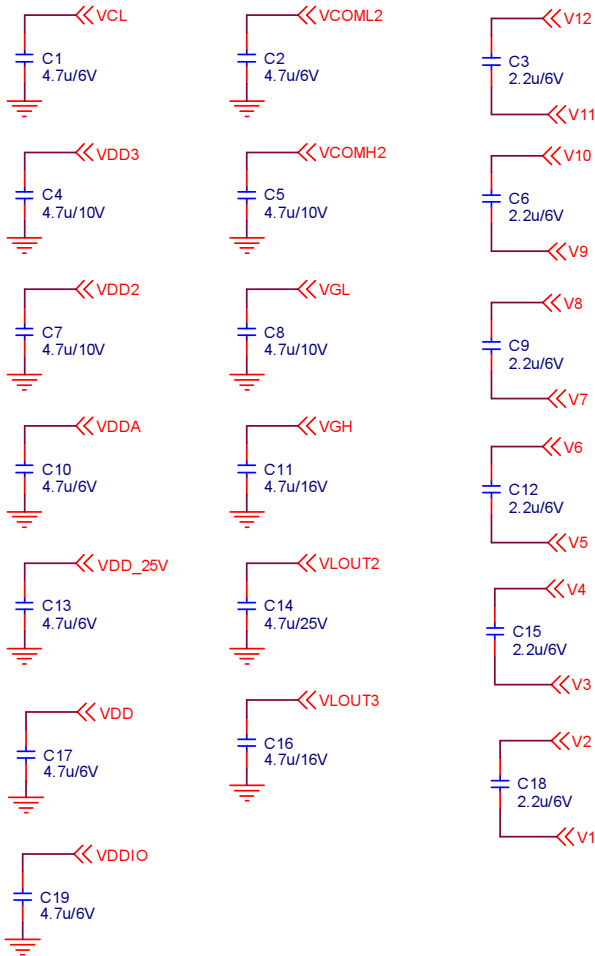 VCL
C1
4.7u/6V
VCOML2
C2
4.7u/6V
V12
C3
2.2u/6V
V11
VDD3
C4
4.7u/10V
VCOMH2
C5
4.7u/10V
V10
C6
2.2u/6V
V9
VDD2
C7
4.7u/10V
VGL
C8
4.7u/10V
V8
C9
2.2u/6V
V7
VDDA
C10
4.7u/6V
VGH
C11
4.7u/16V
V6
C12
2.2u/6V
V5
VDD_25V
C13
4.7u/6V
VLOUT2
C14
4.7u/25V
V4
C15
2.2u/6V
V3
VDD
C17
4.7u/6V
VLOUT3
C16
4.7u/16V
V2
C18
2.2u/6V
V1
VDDIO
C19
4.7u/6V